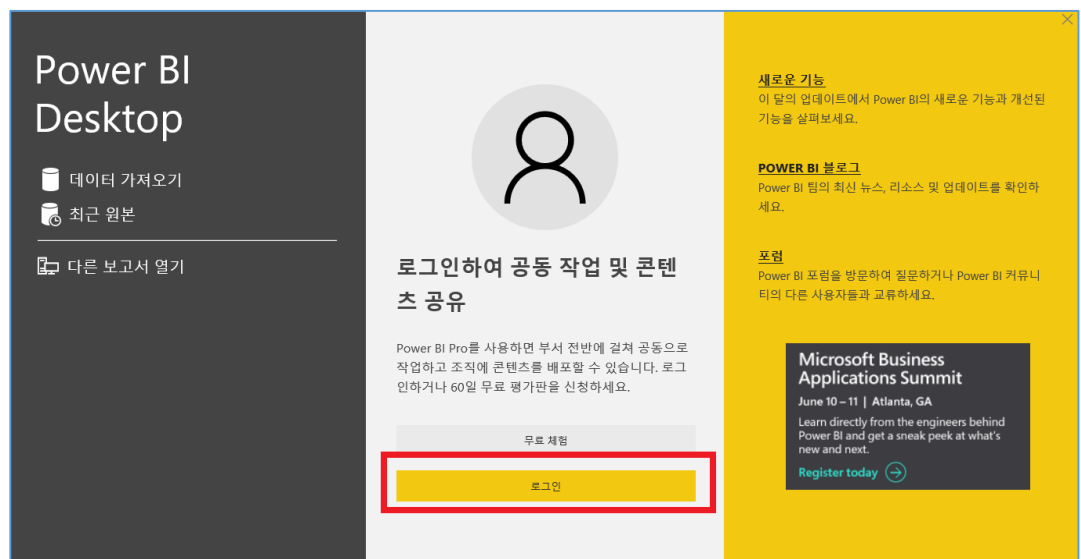 Power BI
Desktop
데이터 가져오기
최근 원본
다른 보고서 열기
로그인하여 공동 작업 및 콘텐
츠 공유
Power BI Pro를 사용하면 부서 전반에 걸쳐 공동으로
작업하고 조직에 콘텐츠를 배포할 수 있습니다. 로그
인하거나 60일 무료 평가판을 신청하세요.
무료 체험
로그인
새로운 기능
이 달의 업데이트에서 Power BI의 새로운 기능과 개선된
기능을 살펴보세요.
POWER BI 블로그
Power BI 팀의 최신 뉴스, 리소스 및 업데이트를 확인하
세요.
포럼
Power BI 포럼을 방문하여 질문하거나 Power BI 커뮤니
티의 다른 사용자들과 교류하세요.
Microsoft Business
Applications Summit
June 10 – 11 | Atlanta, GA
Learn directly from the engineers behind
Power BI and get a sneak peek at what's
new and next.
Register today